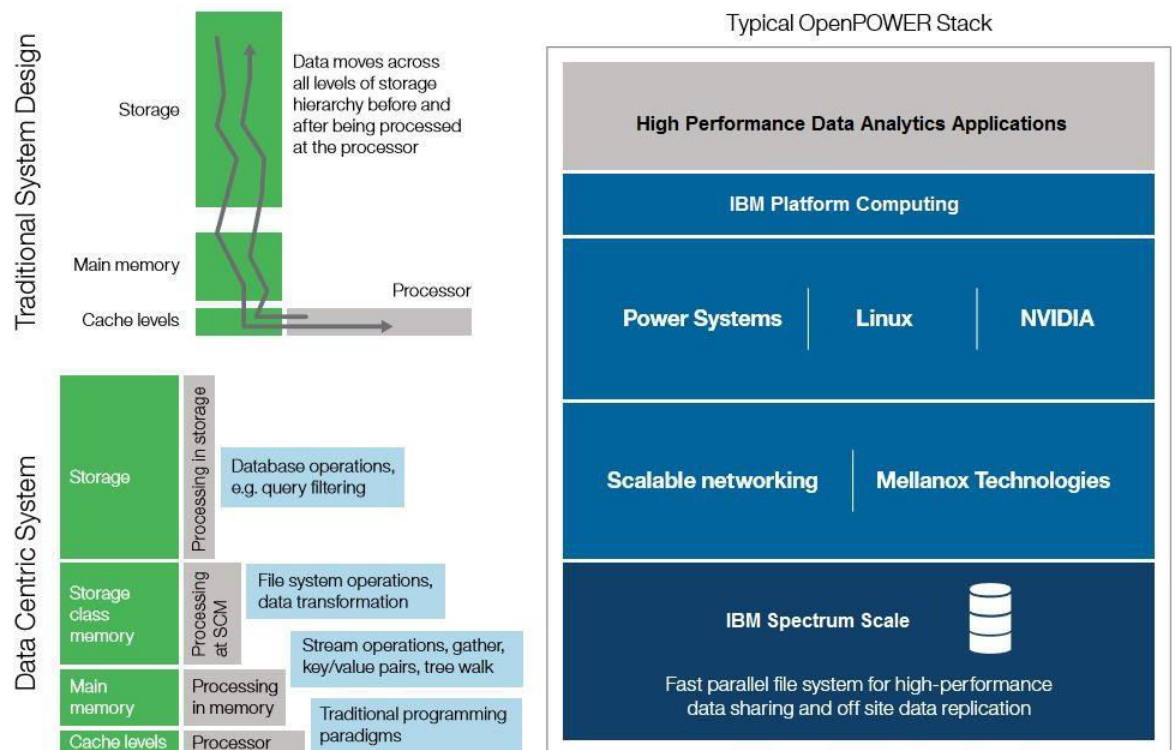 Traditional System Design
Storage
Data moves across
all levels of storage
hierarchy before and
after being processed
at the processor
Main memory
Processor
Cache levels
Data Centric System
Storage
Processing in storage
Database operations,
e.g. query filtering
Storage
class
memory
Processing
at SCM
File system operations,
data transformation
Stream operations, gather,
key/value pairs, tree walk
Main
memory
Processing
in memory
Traditional programming
paradigms
Cache levels
Processor
Typical OpenPOWER Stack
High Performance Data Analytics Applications
IBM Platform Computing
Power Systems
Linux
NVIDIA
Scalable networking
Mellanox Technologies
IBM Spectrum Scale
Fast parallel file system for high-performance
data sharing and off site data replication